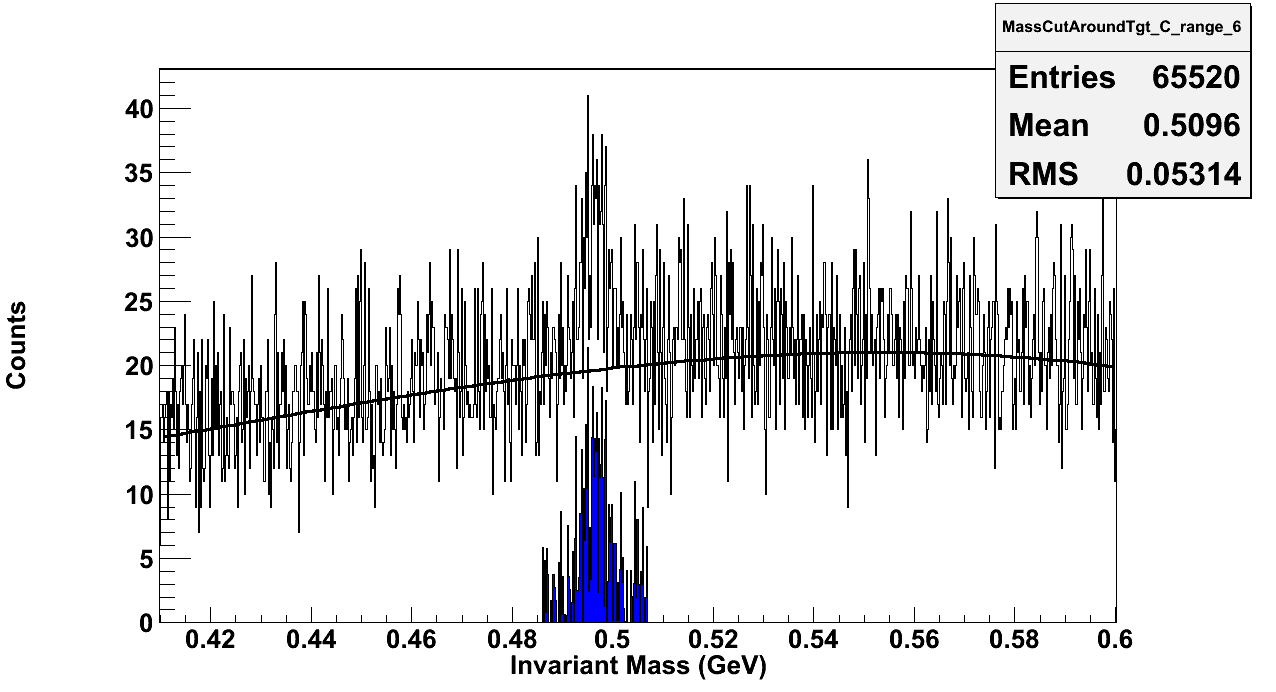 MassCutAroundTgt_C_range_6
Entries 65520
Mean 0.5096
RMS 0.05314
Counts
40
35
30
25
20
15
10
5
0
0.42 0.44 0.46 0.48 0.5 0.52 0.54 0.56 0.58 0.6
Invariant Mass (GeV)